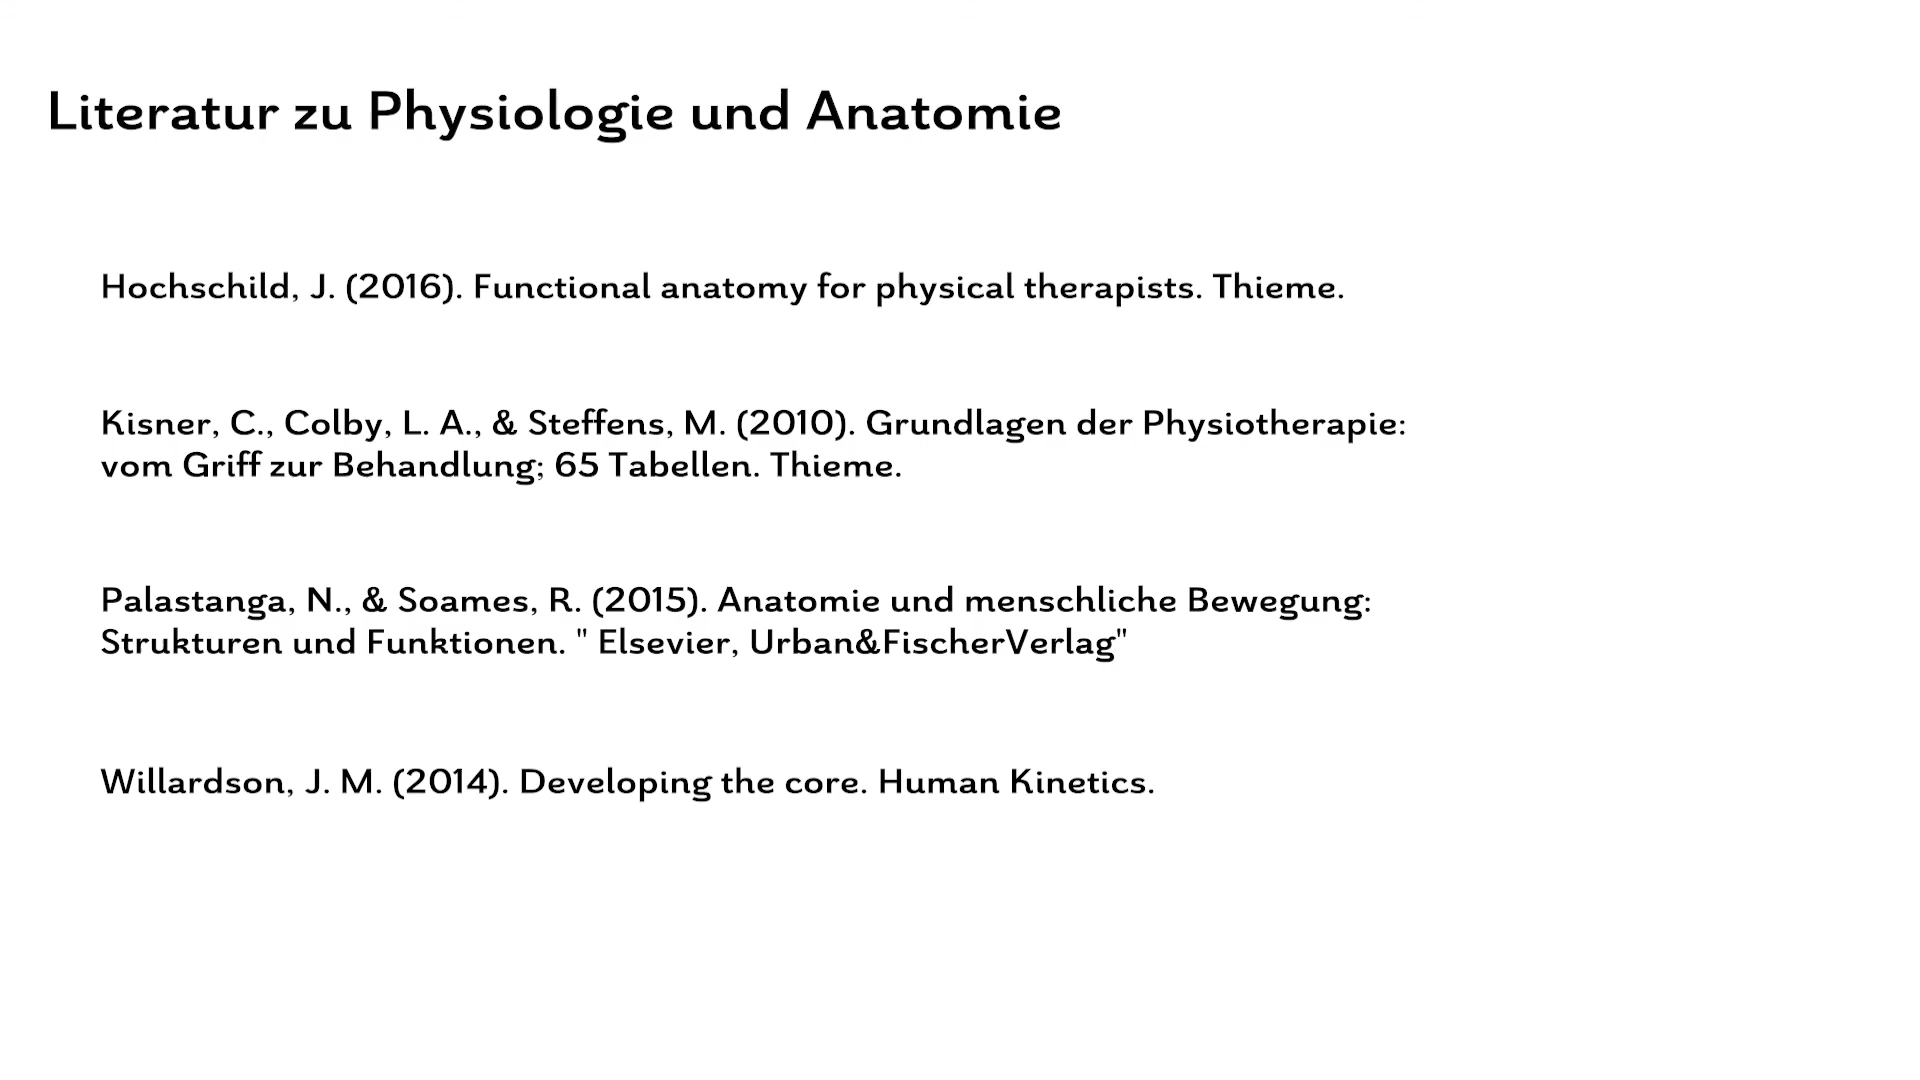 Literatur zu Physiologie und Anatomie
Hochschild, J. (2016). Functional anatomy for physical therapists. Thieme.
Kisner, C., Colby, L. A., & Steffens, M. (2010). Grundlagen der Physiotherapie:
vom Griff zur Behandlung; 65 Tabellen. Thieme.
Palastanga, N., & Soames, R. (2015). Anatomie und menschliche Bewegung:
Strukturen und Funktionen. " Elsevier, Urban&FischerVerlag"
Willardson, J. M. (2014). Developing the core. Human Kinetics.